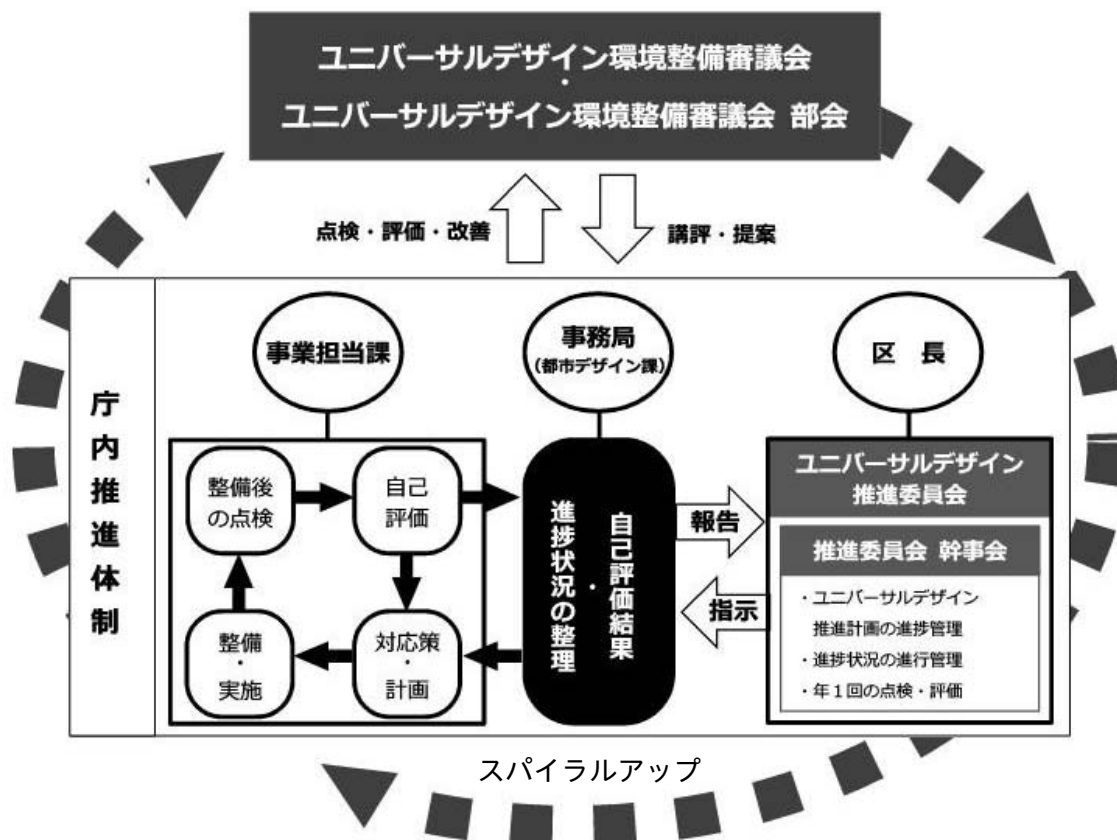 ユニバーサルデザイン環境整備審議会
・
ユニバーサルデザイン環境整備審議会 部会
点検・評価・改善
講評・提案
庁内推進体制
事業担当課
事務局
（都市デザイン課）
区 長
整備後
の点検
自己
評価
整備
・
実施
対応策
・
計画
自己評価結果
・
進捗状況の整理
報告
指示
ユニバーサルデザイン
推進委員会
推進委員会 幹事会
・ユニバーサルデザイン
推進計画の進捗管理
・進捗状況の進行管理
・年１回の点検・評価
スパイラルアップ